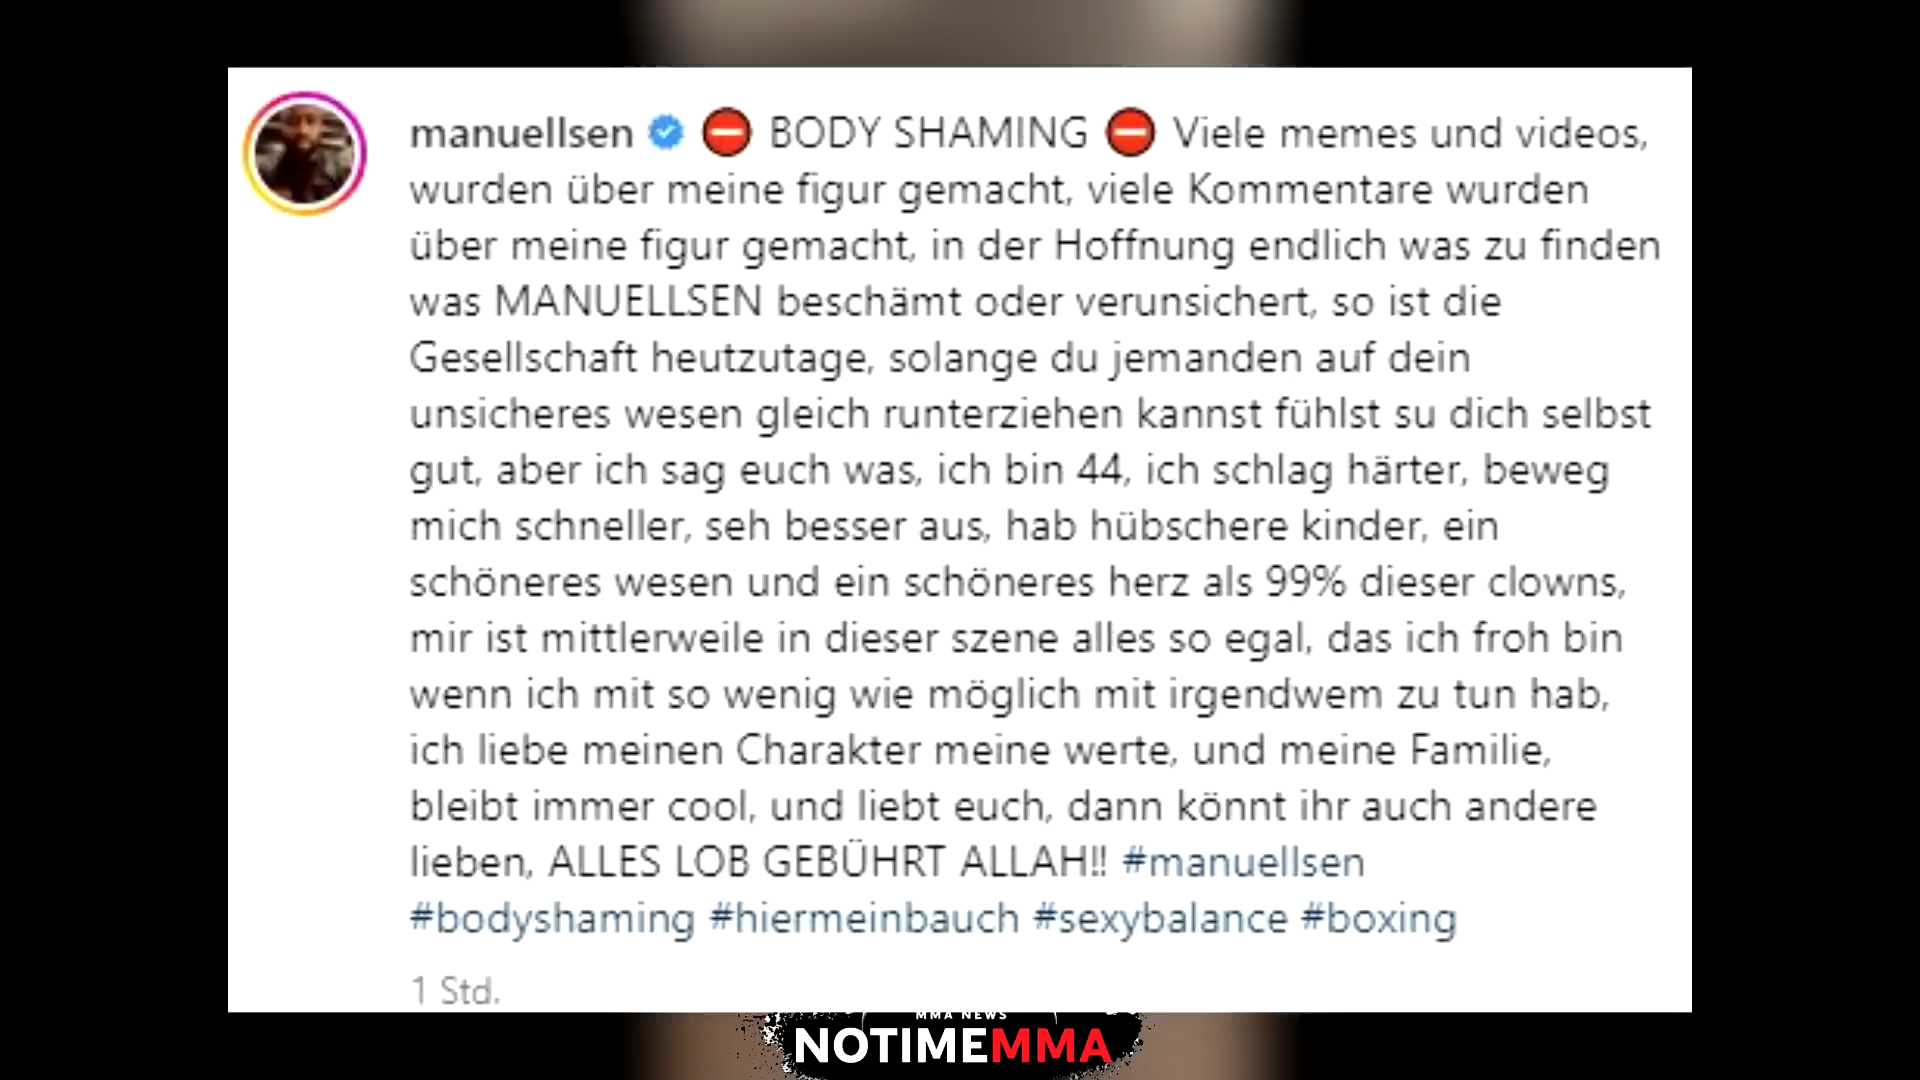 manuellsen ⛔ BODY SHAMING ⛔ Viele memes und videos,
wurden über meine figur gemacht, viele Kommentare wurden
über meine figur gemacht, in der Hoffnung endlich was zu finden
was MANUELLSEN beschämt oder verunsichert, so ist die
Gesellschaft heutzutage, solange du jemanden auf dein
unsicheres wesen gleich runterziehen kannst fühlst su dich selbst
gut, aber ich sag euch was, ich bin 44, ich schlag härter, beweg
mich schneller, seh besser aus, hab hübschere kinder, ein
schöneres wesen und ein schöneres herz als 99% dieser clowns,
mir ist mittlerweile in dieser szene alles so egal, das ich froh bin
wenn ich mit so wenig wie möglich mit irgendwem zu tun hab,
ich liebe meinen Charakter meine werte, und meine Familie,
bleibt immer cool, und liebt euch, dann könnt ihr auch andere
lieben, ALLES LOB GEBÜHRT ALLAH!! #manuellsen
#bodyshaming #hiermeinbauch #sexybalance #boxing
1 Std.
MMA NEWS
NOTIMEMMA